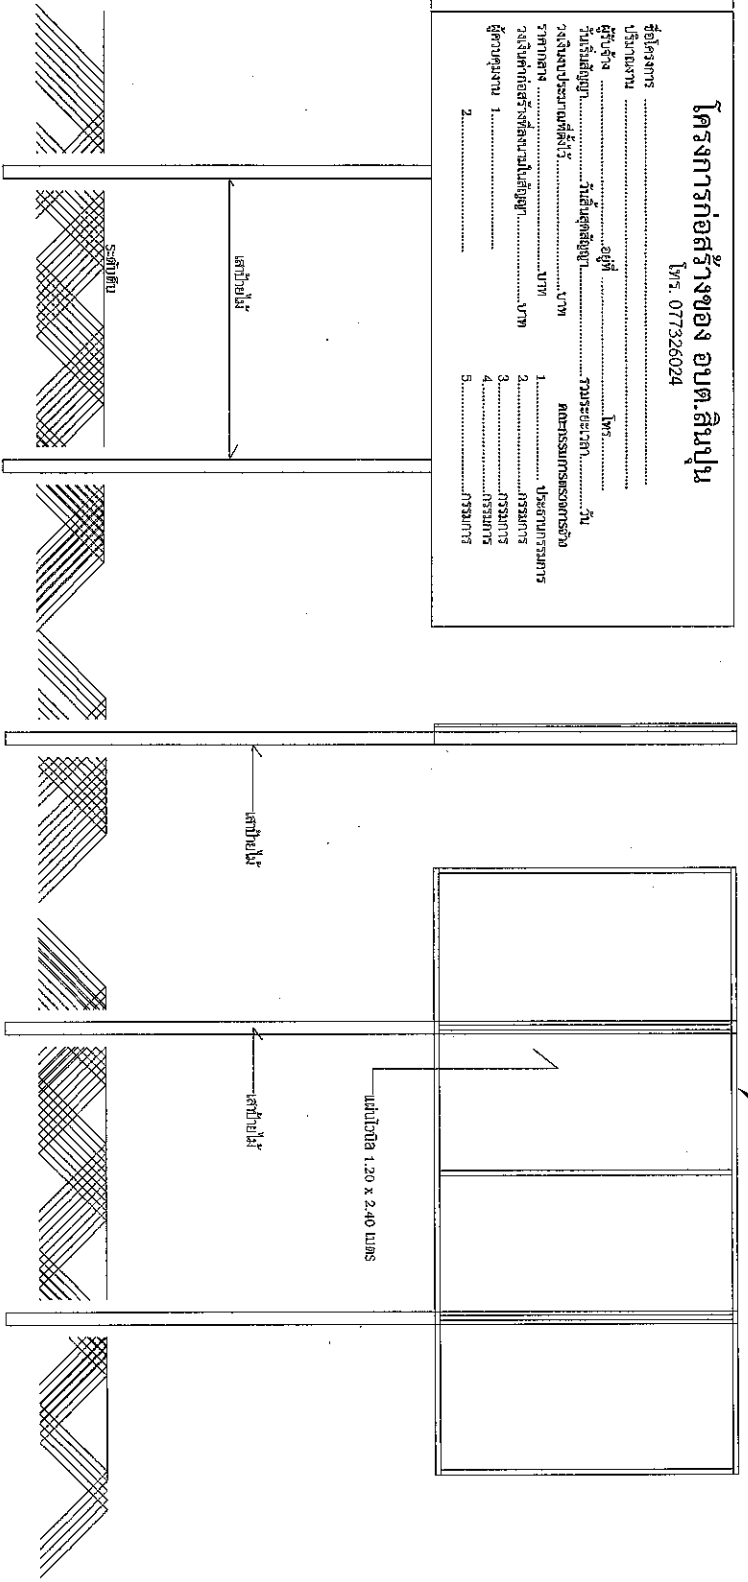 โครงการก่อสร้างของ อบต.สินปุน
โทร. 077326024
ชื่อโครงการ ........................................................
ปริมาณงาน ........................................................
ผู้รับจ้าง ..............................อยู่ที่ ..............................โทร....................
วันเริ่มสัญญา....................วันสิ้นสุดสัญญา....................รวมระยะเวลา..........วัน
วงเงินงบประมาณที่ตั้งไว้..............................บาท
ราคากลาง ........................................บาท
วงเงินค่าก่อสร้างที่ลงนามในสัญญา....................บาท
ผู้ควบคุมงาน 1..............................
2..............................
คณะกรรมการตรวจการจ้าง
1....................ประธานกรรมการ
2....................กรรมการ
3....................กรรมการ
4....................กรรมการ
5....................กรรมการ
เสาป้ายไม้
ระดับดิน
เสาป้ายไม้
เสาป้ายไม้
แผ่นไวนิล 1.20 x 2.40 เมตร